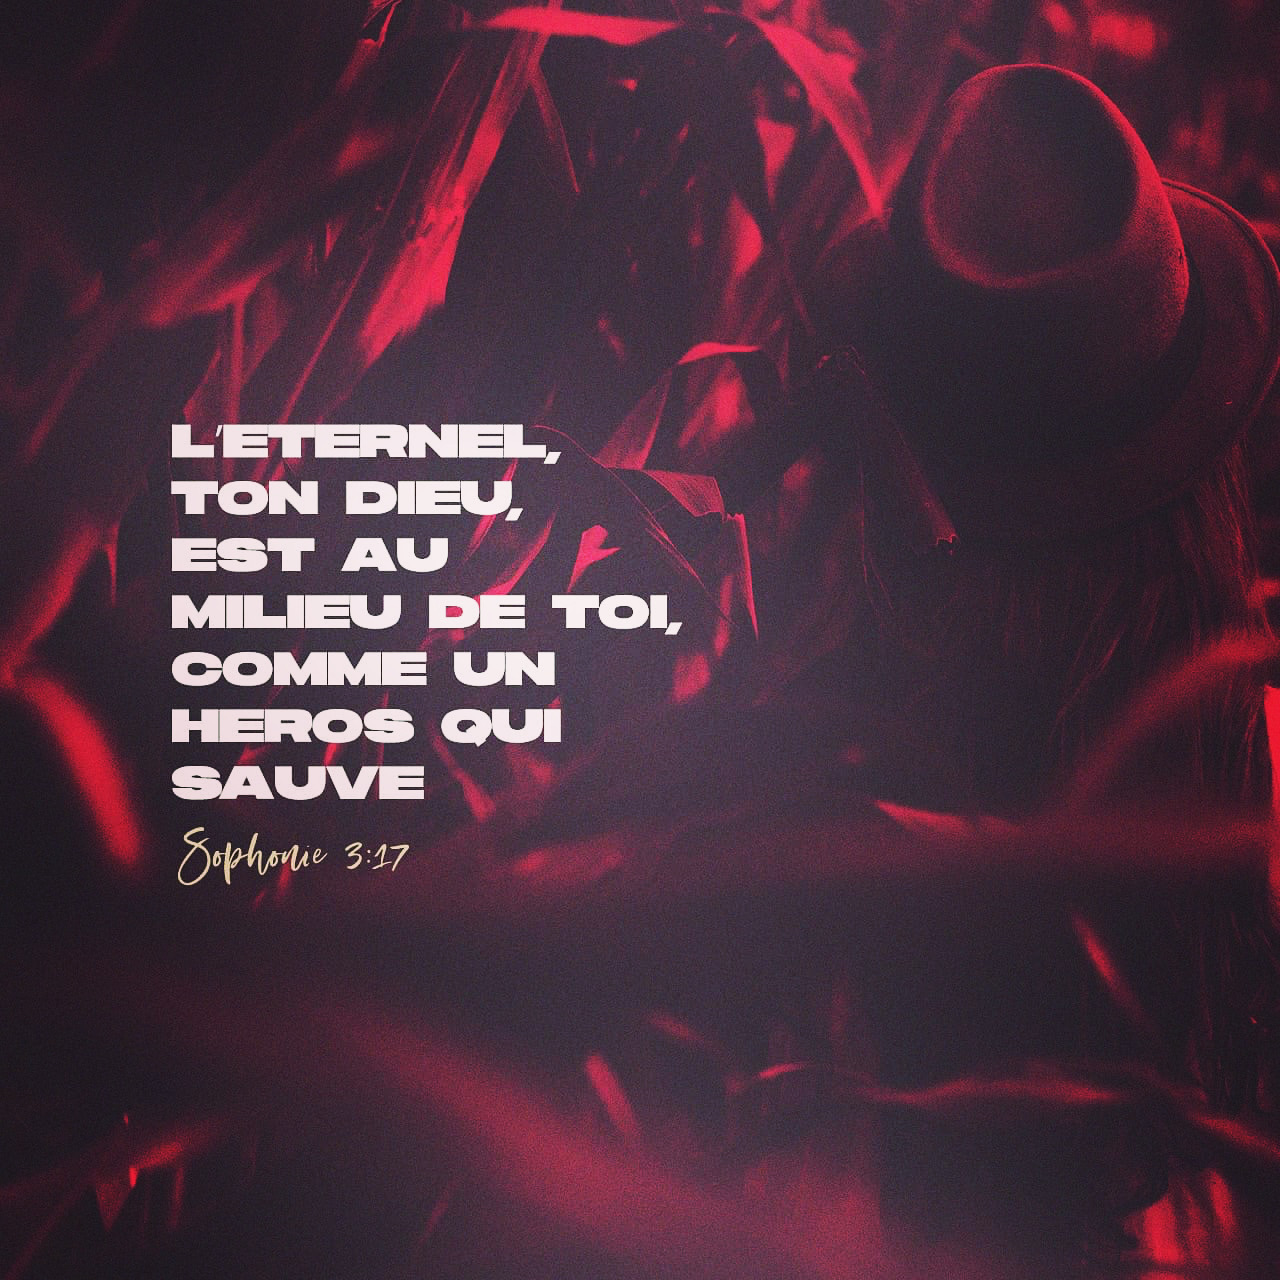 L'ETERNEL,
TON DIEU,
EST AU
MILIEU DE TOI,
COMME UN
HEROS QUI
SAUVE
Sophonie 3:17